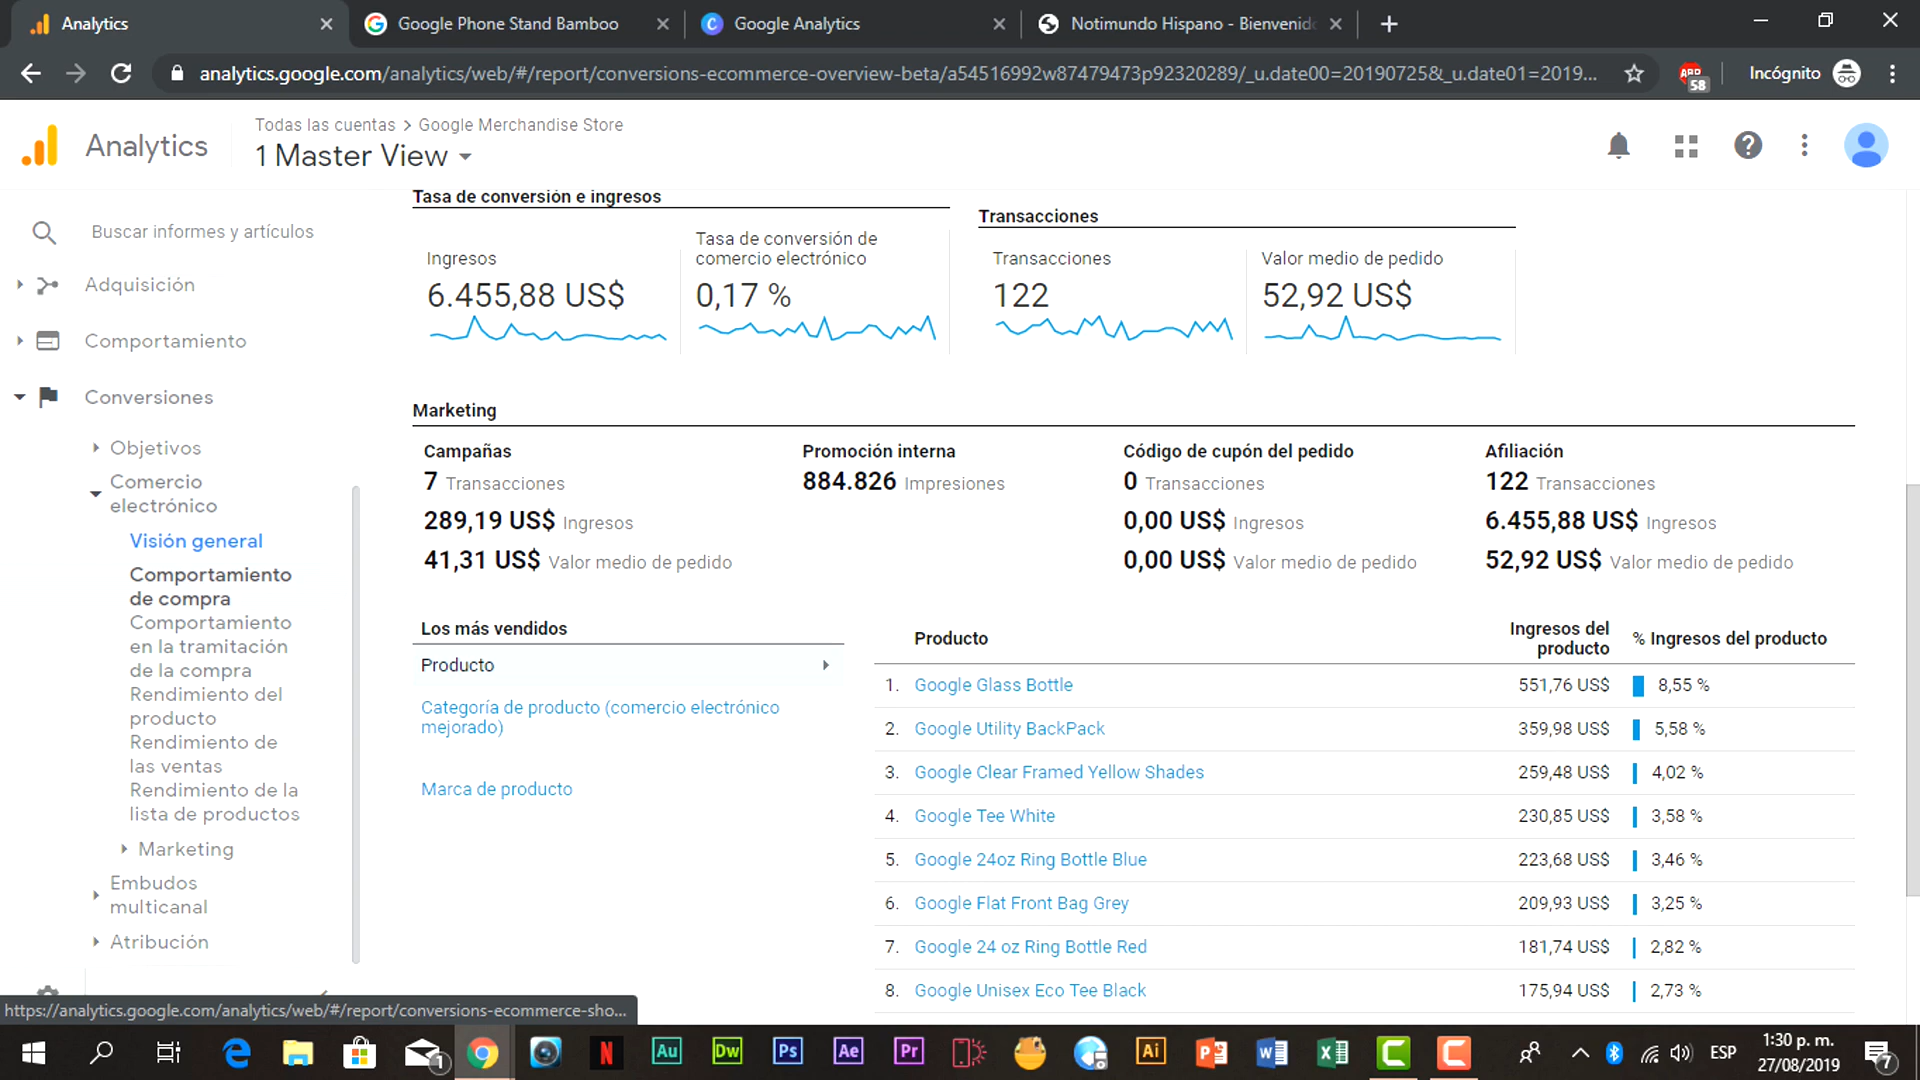 Analytics
Google Phone Stand Bamboo
Google Analytics
Notimundo Hispano - Bienvenid
analytics.google.com/analytics/web/#/report/conversions-ecommerce-overview-beta/a54516992w87479473p92320289/_u.date00=20190725&_u.date01=2019...
ABP
58
Incógnito
Analytics
Todas las cuentas > Google Merchandise Store
1 Master View
Buscar informes y artículos
Adquisición
Comportamiento
Conversiones
Objetivos
Comercio
electrónico
Visión general
Comportamiento
de compra
Comportamiento
en la tramitación
de la compra
Rendimiento del
producto
Rendimiento de
las ventas
Rendimiento de la
lista de productos
Marketing
Embudos
multicanal
Atribución
Tasa de conversión e ingresos
Ingresos
6.455,88 US$
Tasa de conversión de
comercio electrónico
0,17 %
Transacciones
Transacciones
122
Valor medio de pedido
52,92 US$
Marketing
Campañas
7 Transacciones
289,19 US$ Ingresos
41,31 US$ Valor medio de pedido
Promoción interna
884.826 Impresiones
Código de cupón del pedido
0 Transacciones
0,00 US$ Ingresos
0,00 US$ Valor medio de pedido
Afiliación
122 Transacciones
6.455,88 US$ Ingresos
52,92 US$ Valor medio de pedido
Los más vendidos
Producto
Categoría de producto (comercio electrónico
mejorado)
Marca de producto
Producto
Ingresos del
producto
% Ingresos del producto
1. Google Glass Bottle 551,76 US$ 8,55 %
2. Google Utility BackPack 359,98 US$ 5,58 %
3. Google Clear Framed Yellow Shades 259,48 US$ 4,02 %
4. Google Tee White 230,85 US$ 3,58 %
5. Google 24oz Ring Bottle Blue 223,68 US$ 3,46 %
6. Google Flat Front Bag Grey 209,93 US$ 3,25 %
7. Google 24 oz Ring Bottle Red 181,74 US$ 2,82 %
8. Google Unisex Eco Tee Black 175,94 US$ 2,73 %
https://analytics.google.com/analytics/web/#/report/conversions-ecommerce-sho...
1
N
Au
Dw
Ps
Ae
Pr
Ai
ESP
1:30 p. m.
27/08/2019
7